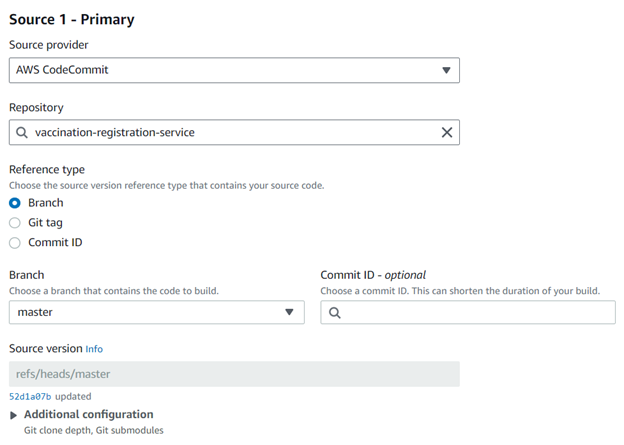 Source 1 - Primary
Source provider
AWS CodeCommit
Repository
vaccination-registration-service
Reference type
Choose the source version reference type that contains your source code.
Branch
Git tag
Commit ID
Branch
Choose a branch that contains the code to build.
master
Commit ID - optional
Choose a commit ID. This can shorten the duration of your build.
Source version Info
refs/heads/master
52d1a07b updated
Additional configuration
Git clone depth, Git submodules